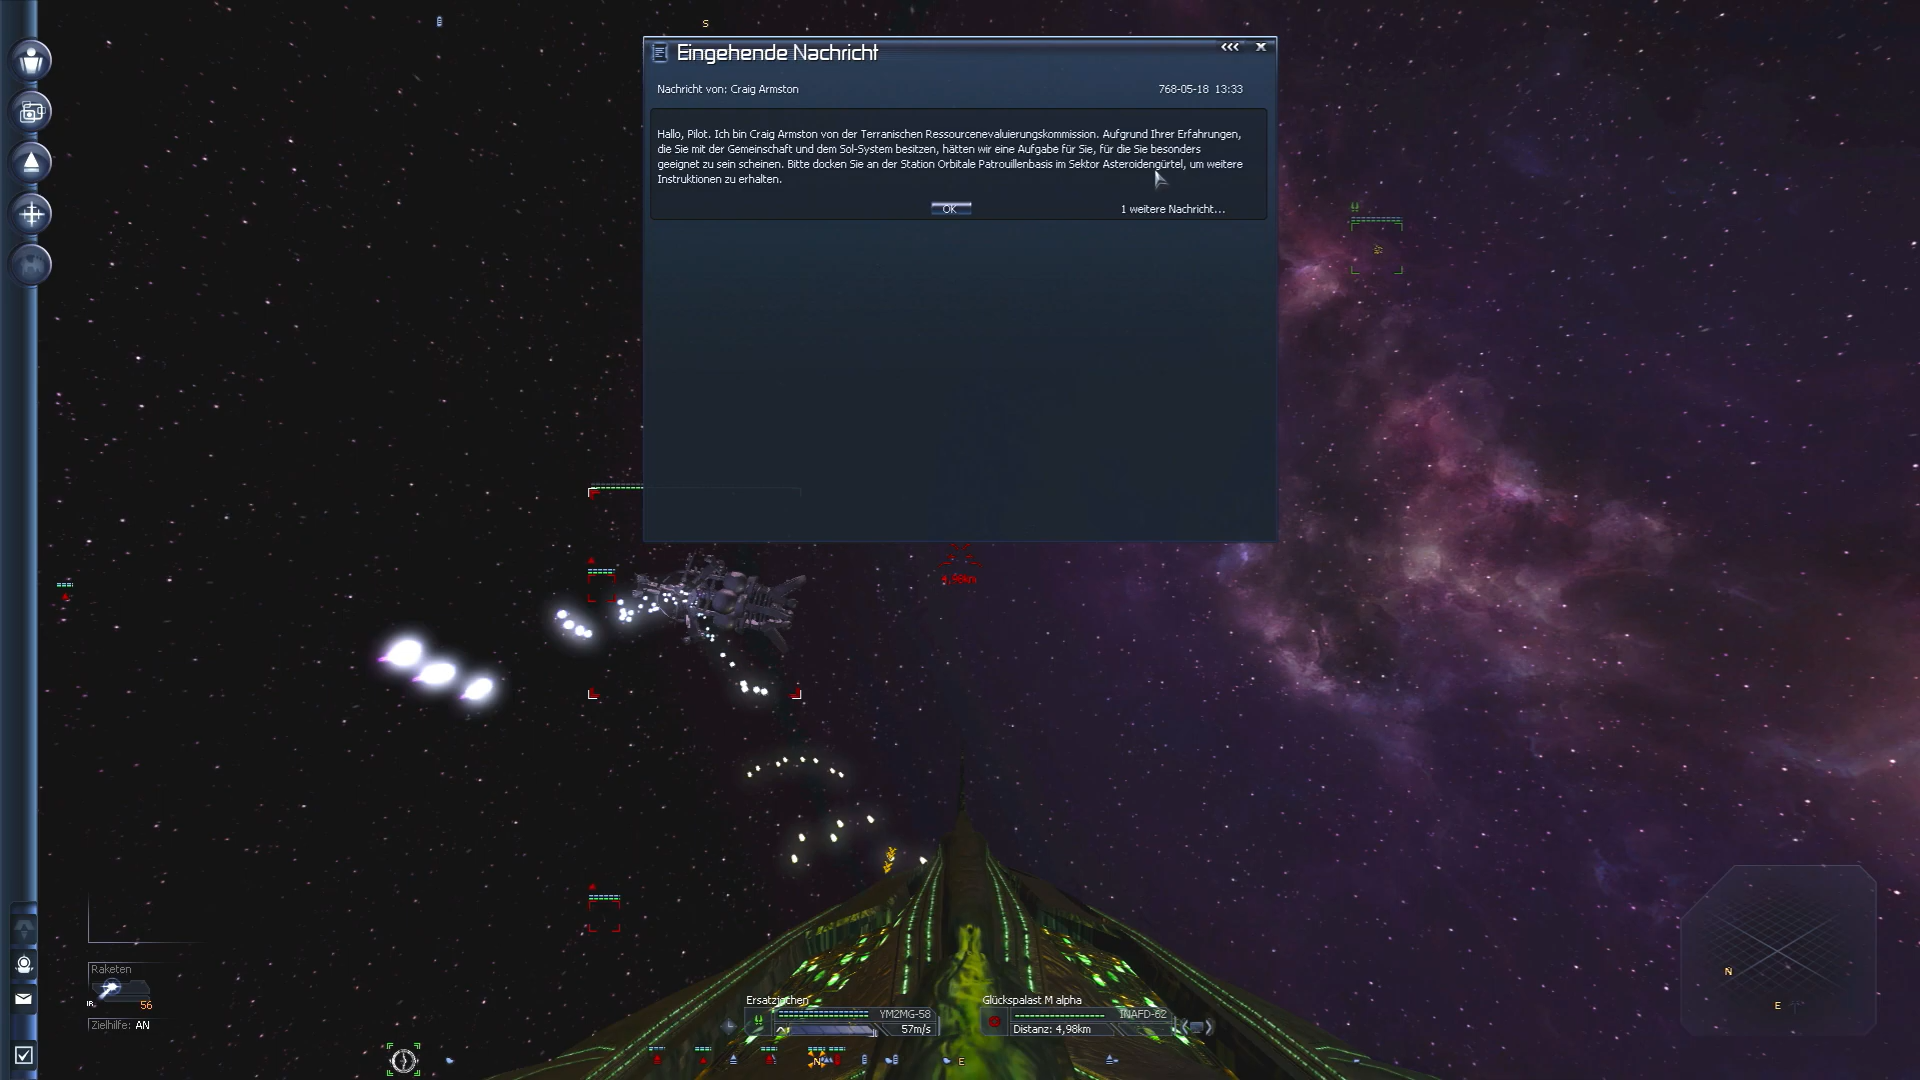 S
Eingehende Nachricht
Nachricht von: Craig Armston
768-05-18 13:33
Hallo, Pilot. Ich bin Craig Armston von der Terranischen Ressourcenevaluierungskommission. Aufgrund Ihrer Erfahrungen,
die Sie mit der Gemeinschaft und dem Sol-System besitzen, hätten wir eine Aufgabe für Sie, für die Sie besonders
geeignet zu sein scheinen. Bitte docken Sie an der Station Orbitale Patrouillenbasis im Sektor Asteroidengürtel, um weitere
Instruktionen zu erhalten.
OK
1 weitere Nachricht...
4,98km
Raketen
IR
56
Zielhilfe: AN
Ersatzjochen
YM2MG-58
57m/s
Glückspalast M alpha
INAFD-62
Distanz: 4,98km
N
E
N
E